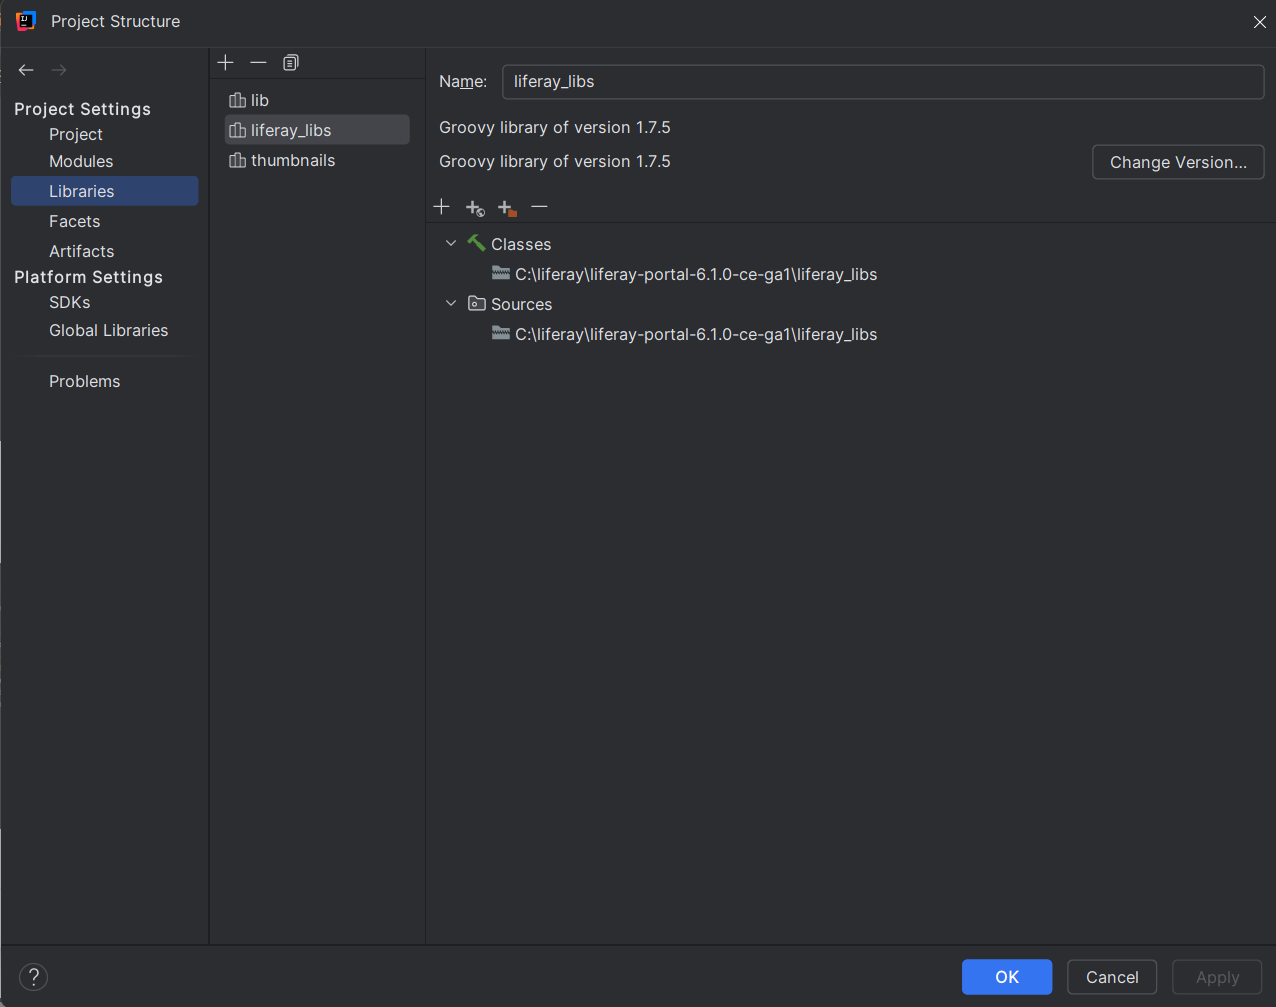 Project Structure
Project Settings
Project
Modules
Libraries
Facets
Artifacts
Platform Settings
SDKs
Global Libraries
Problems
lib
liferay_libs
thumbnails
Name: liferay_libs
Groovy library of version 1.7.5
Groovy library of version 1.7.5
Change Version...
Classes
C:\liferay\liferay-portal-6.1.0-ce-ga1\liferay_libs
Sources
C:\liferay\liferay-portal-6.1.0-ce-ga1\liferay_libs
?
OK
Cancel
Apply